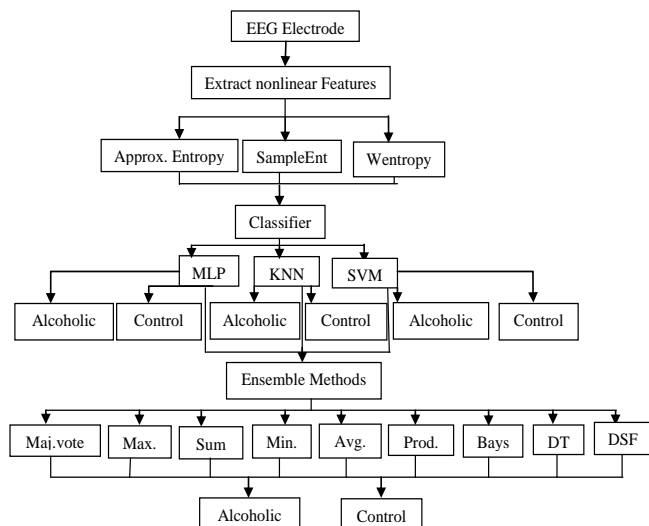 EEG Electrode
Extract nonlinear Features
Approx. Entropy
SampleEnt
Wentropy
Classifier
MLP
KNN
SVM
Alcoholic
Control
Alcoholic
Control
Alcoholic
Control
Ensemble Methods
Maj.vote
Max.
Sum
Min.
Avg.
Prod.
Bays
DT
DSF
Alcoholic
Control